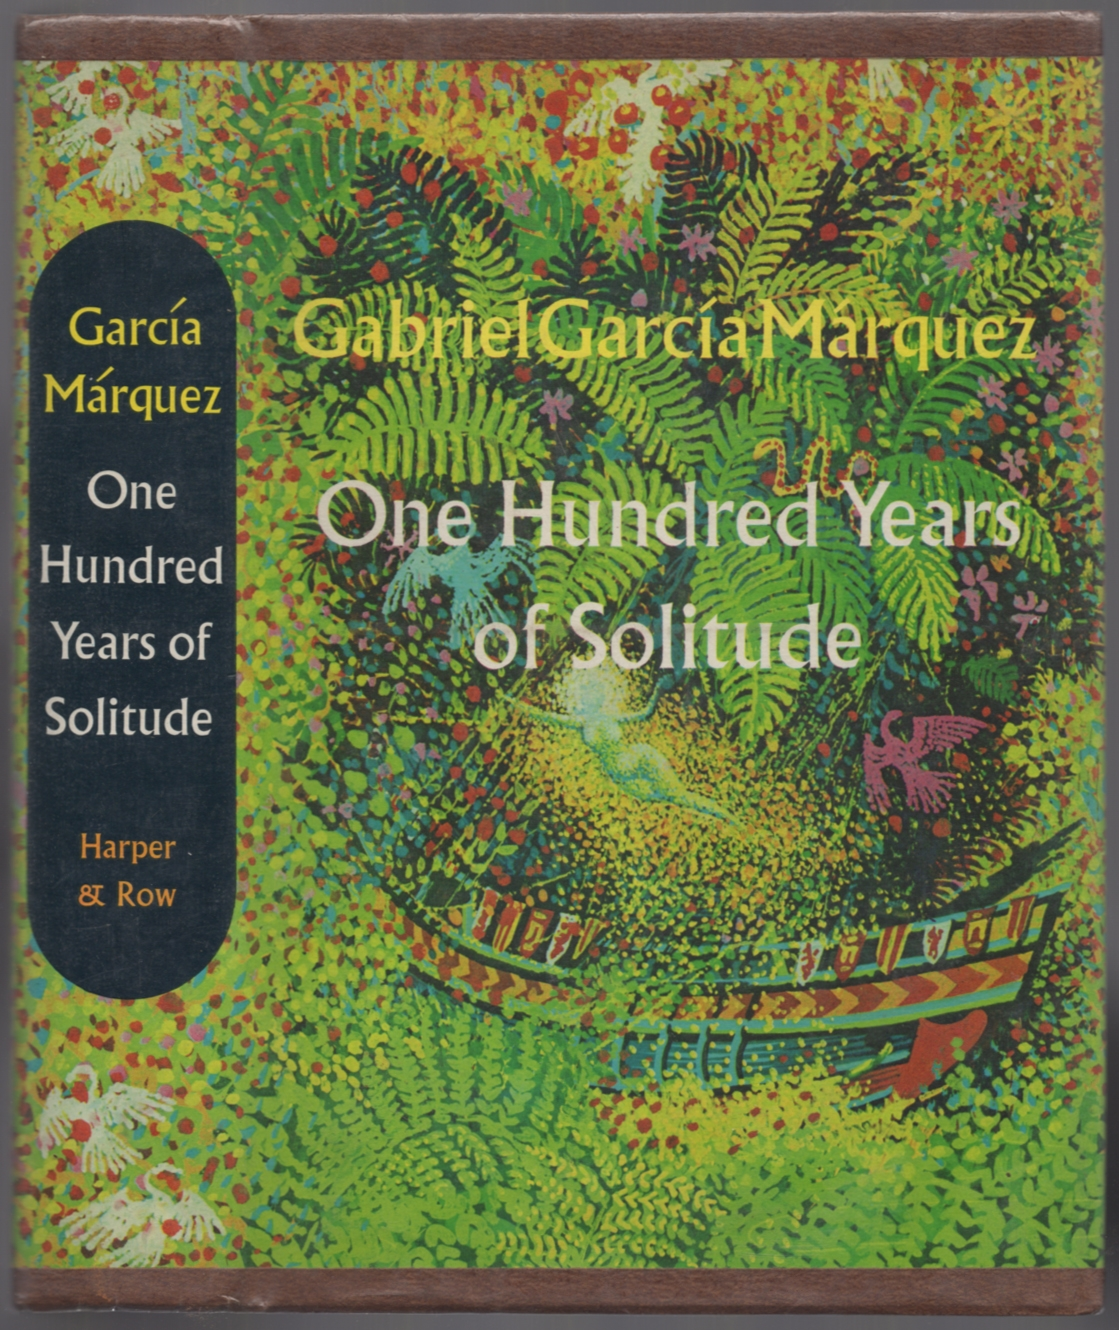 García
Márquez
One
Hundred
Years of
Solitude
Harper
& Row
Gabriel García Márquez
One Hundred Years
of Solitude